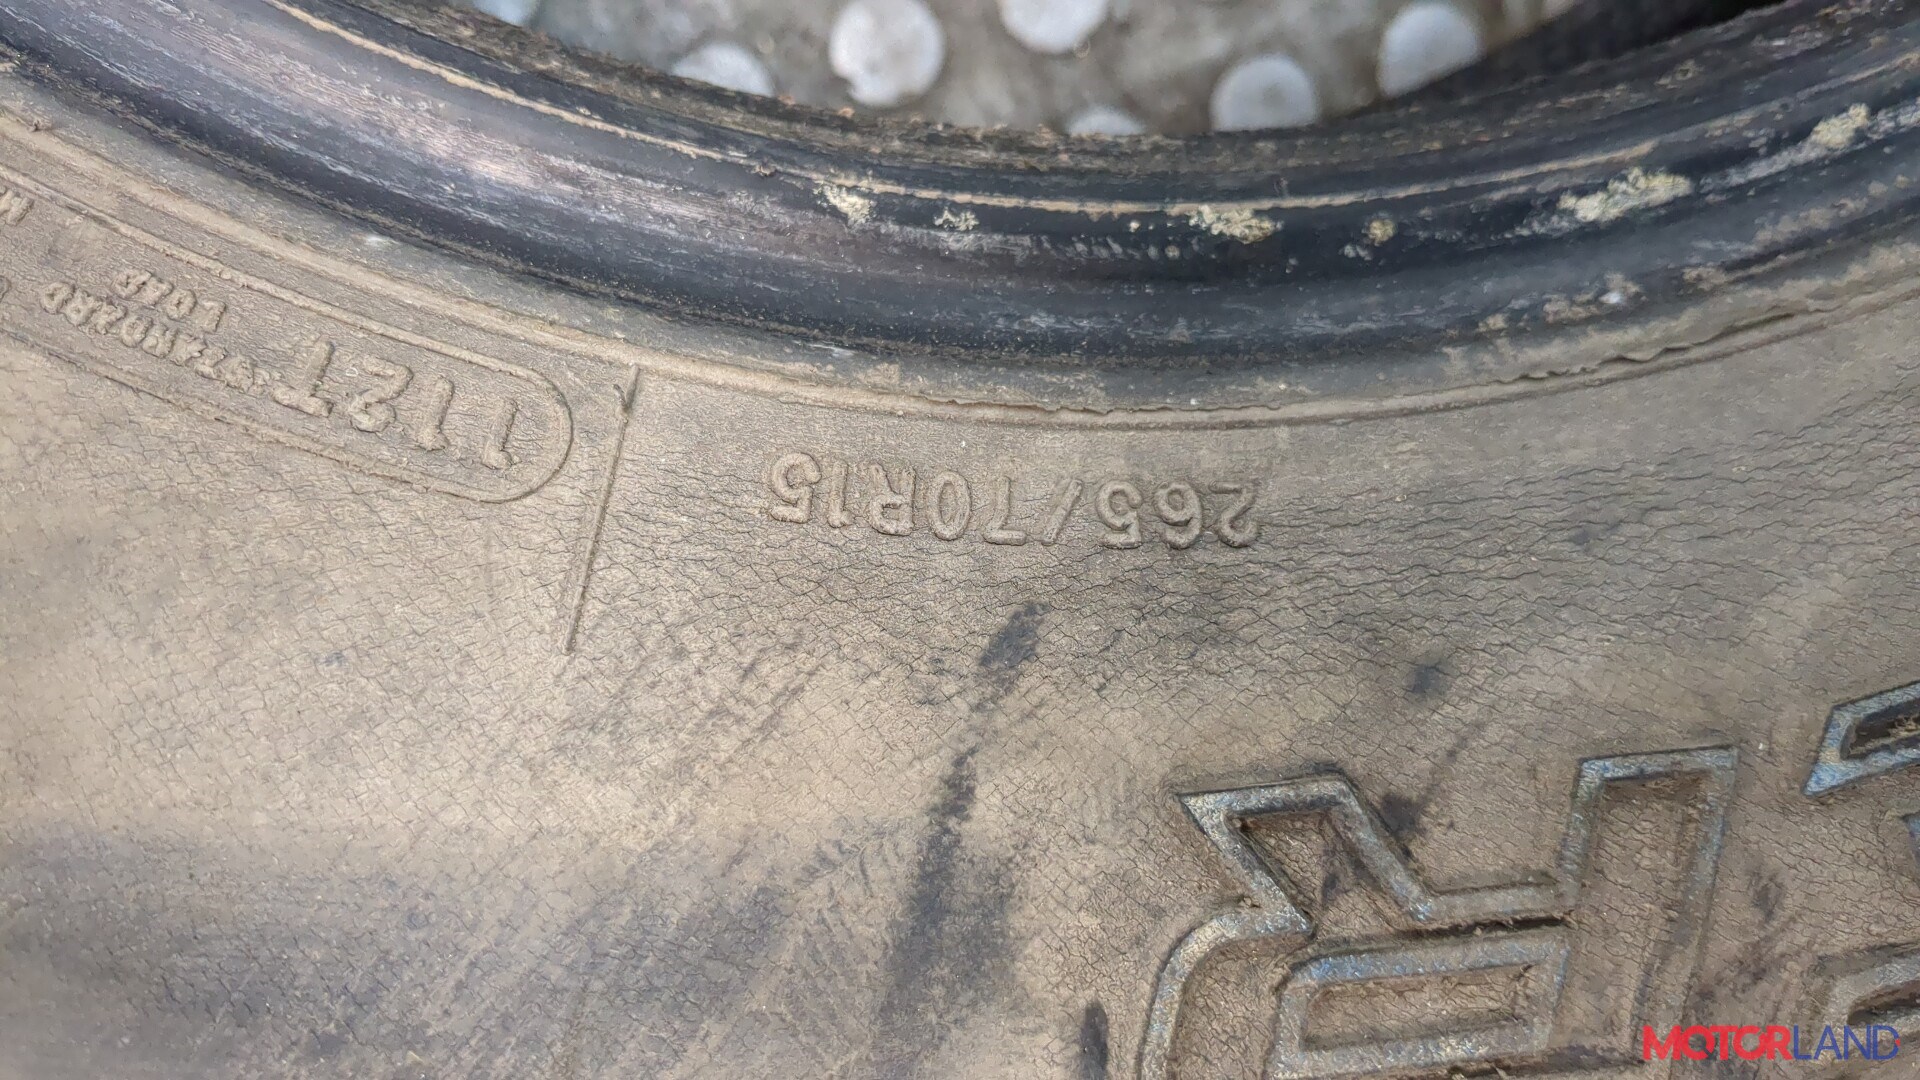 265/70R15
112T
STANDARD
LOAD
R
MOTORLAND